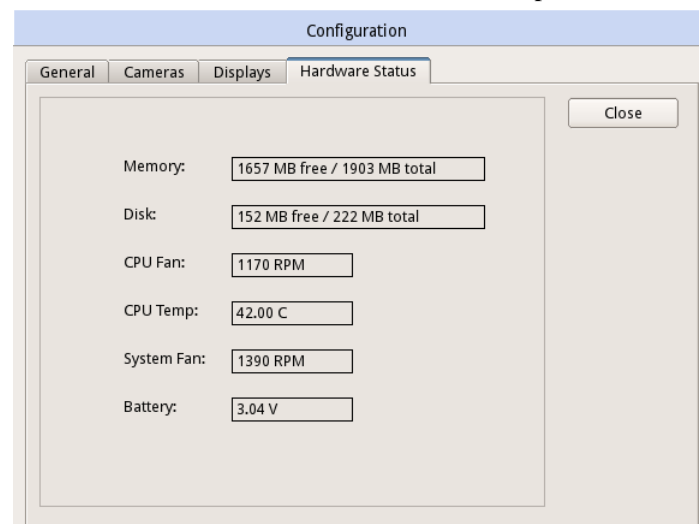 Configuration
General Cameras Displays Hardware Status
Close
Memory: 1657 MB free / 1903 MB total
Disk: 152 MB free / 222 MB total
CPU Fan: 1170 RPM
CPU Temp: 42.00 C
System Fan: 1390 RPM
Battery: 3.04 V